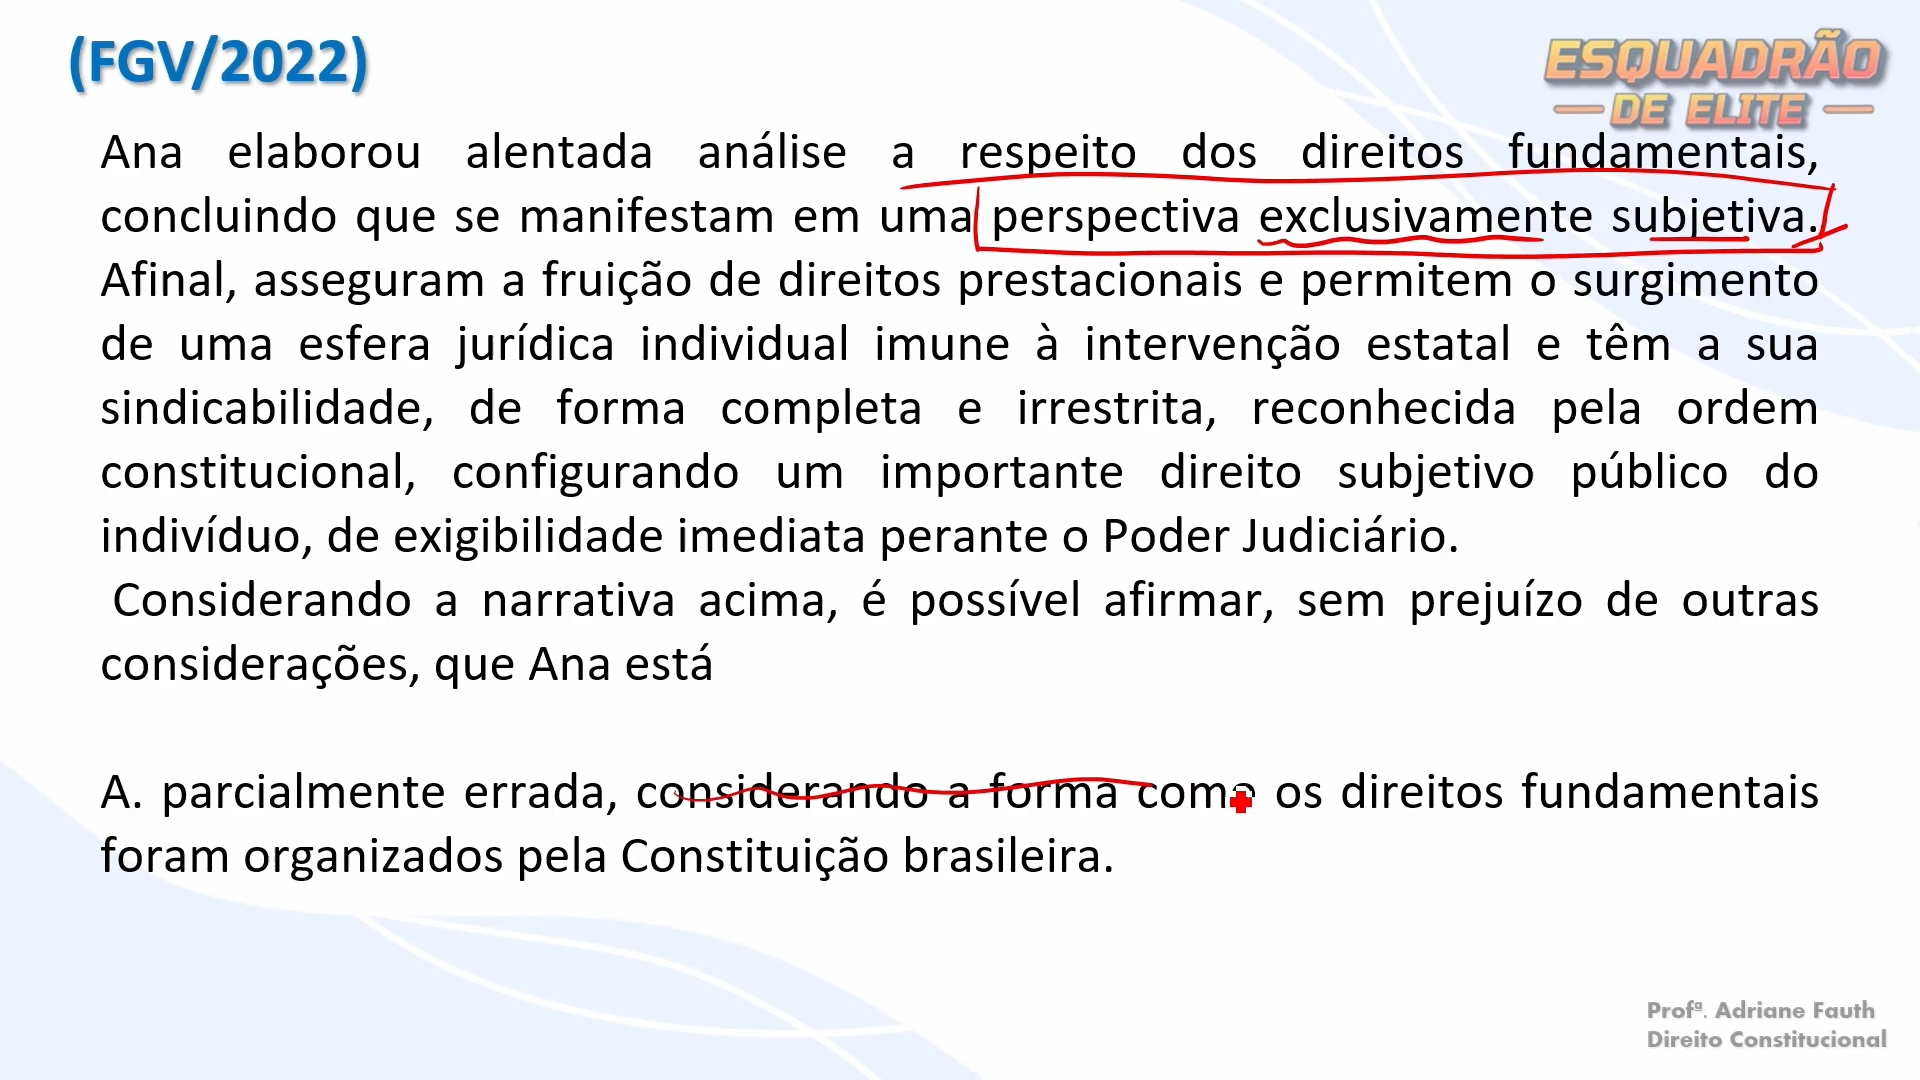 (FGV/2022)
ESQUADRÃO
DE ELITE
Ana elaborou alentada análise a respeito dos direitos fundamentais,
concluindo que se manifestam em uma perspectiva exclusivamente subjetiva.
Afinal, asseguram a fruição de direitos prestacionais e permitem o surgimento
de uma esfera jurídica individual imune à intervenção estatal e têm a sua
sindicabilidade, de forma completa e irrestrita, reconhecida pela ordem
constitucional, configurando um importante direito subjetivo público do
indivíduo, de exigibilidade imediata perante o Poder Judiciário.
Considerando a narrativa acima, é possível afirmar, sem prejuízo de outras
considerações, que Ana está
A. parcialmente errada, considerando a forma como os direitos fundamentais
foram organizados pela Constituição brasileira.
Profª. Adriane Fauth
Direito Constitucional